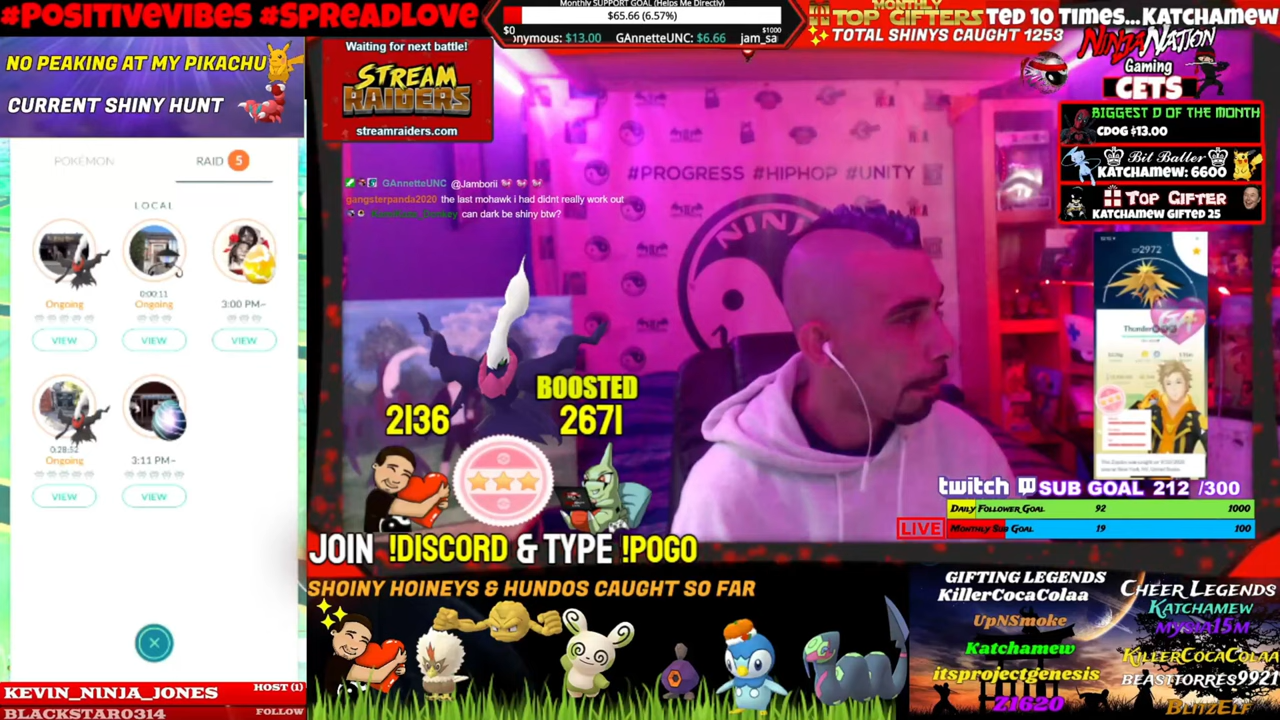 #POSITIVEVIBES #SPREADLOVE
Monthly SUPPORT GOAL (Helps Me Directly)
$65.66 (6.57%)
$0
$1000
onymous: $13.00 GAnnetteUNC: $6.66 jam_sa
MONTHLY
TOP GIFTERS
TED 10 TIMES...KATCHAMEW
TOTAL SHINYS CAUGHT 1253
NO PEAKING AT MY PIKACHU
CURRENT SHINY HUNT
Waiting for next battle!
STREAM
RAIDERS
streamraiders.com
NINJA NATION
Gaming
CETS
BIGGEST D OF THE MONTH
CDOG $13.00
Bit Baller
KATCHAMEW: 6600
TOP GIFTER
KATCHAMEW GIFTED 25
POKÉMON
RAID 5
LOCAL
Ongoing
0:00:11
Ongoing
3:00 PM~
VIEW
VIEW
VIEW
0:28:52
Ongoing
3:11 PM~
VIEW
VIEW
#PROGRESS #HIPHOP #UNITY
NINJ
GAnnetteUNC @Jamborii
gangsterpanda2020 the last mohawk i had didnt really work out
can dark be shiny btw?
CP2972
2136
BOOSTED
2671
JOIN !DISCORD & TYPE !POGO
twitch SUB GOAL 212 /300
DAILY FOLLOWER GOAL 92 1000
LIVE
MONTHLY SUB GOAL 19 100
SHOINY HOINEYS & HUNDOS CAUGHT SO FAR
GIFTING LEGENDS
KILLERCOCACOLAA
UPNSMOKE
KATCHAMEW
ITSPROJECTGENESIS
ZI620
CHEER LEGENDS
KATCHAMEW
MYSIA15M
KILLERCOCACOLAA
BEASTTORRES9921
BLITZELF
KEVIN_NINJA_JONES HOST (1)
BLACKSTAR0314 FOLLOW